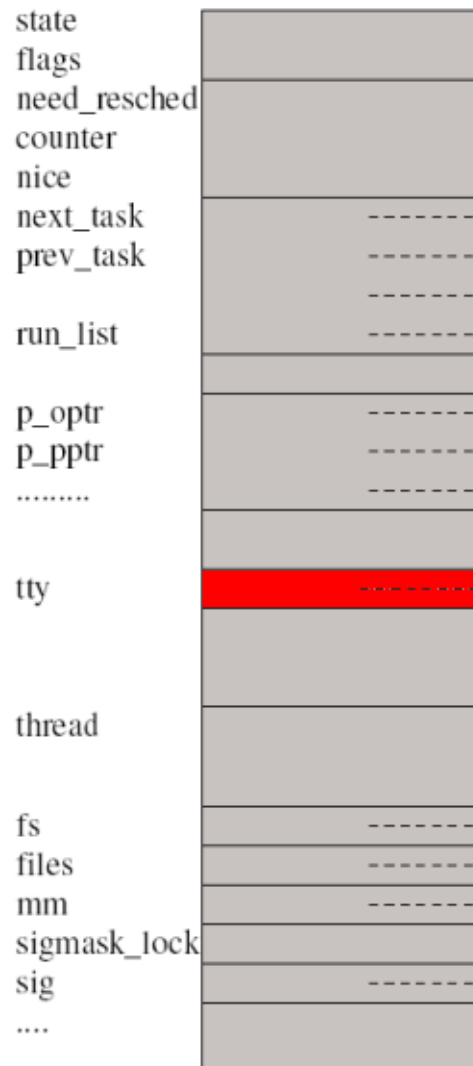 state
flags
need_resched
counter
nice
next_task
prev_task
run_list
p_optr
p_pptr
.........
tty
thread
fs
files
mm
sigmask_lock
sig
....